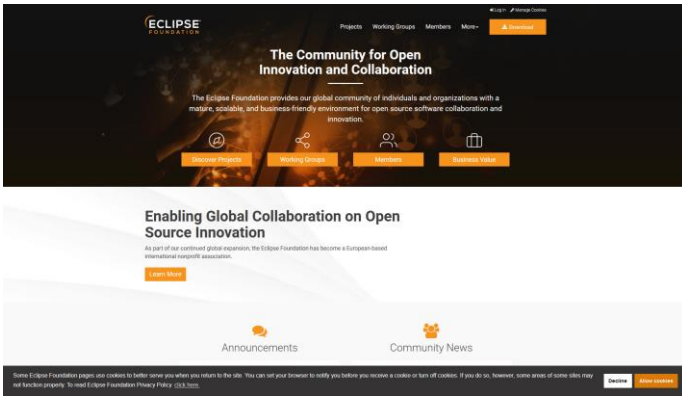 Log in Manage Cookies
ECLIPSE
FOUNDATION
Projects Working Groups Members More Download
The Community for Open
Innovation and Collaboration
The Eclipse Foundation provides our global community of individuals and organizations with a
mature, scalable, and business-friendly environment for open source software collaboration and
innovation.
Discover Projects Working Groups Members Business Value
Enabling Global Collaboration on Open
Source Innovation
As part of our continued global expansion, the Eclipse Foundation has become a European-based
international nonprofit association.
Learn More
Announcements Community News
Some Eclipse Foundation pages use cookies to better serve you when you return to the site. You can set your browser to notify you before you receive a cookie or turn off cookies. If you do so, however, some areas of some sites may
not function properly. To read Eclipse Foundation Privacy Policy click here.
Decline Allow cookies